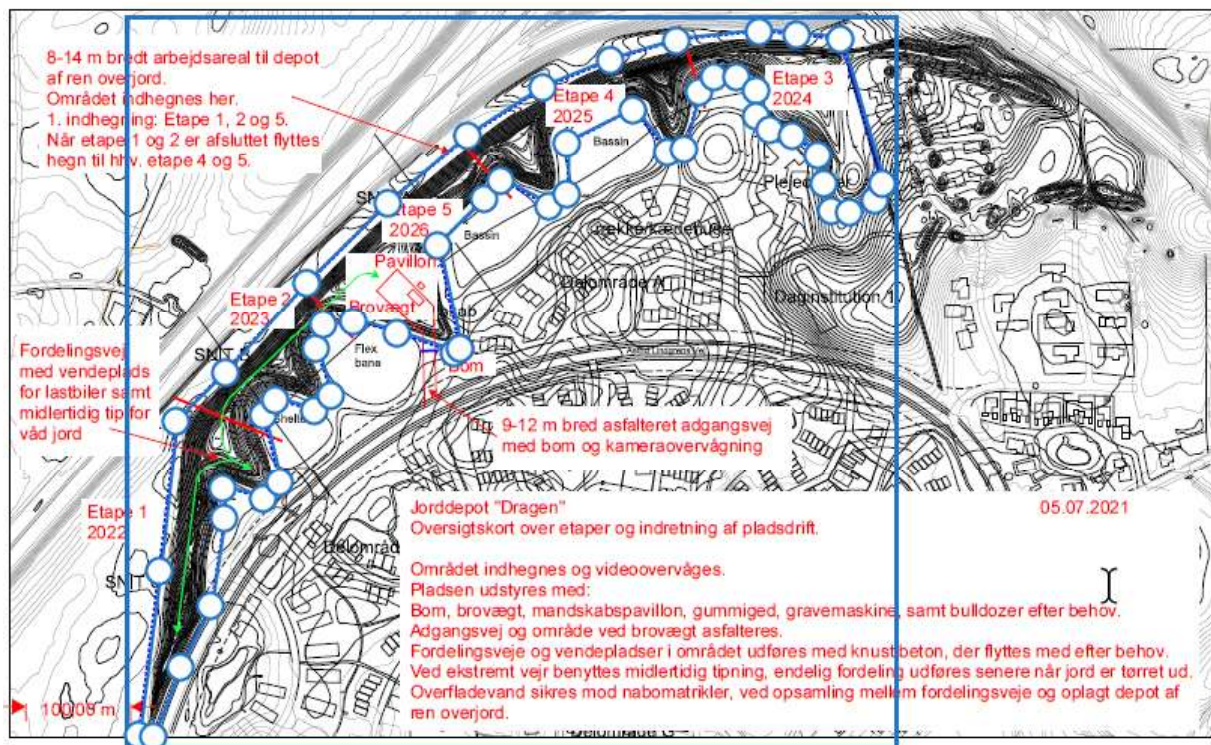 8-14 m bredt arbejdsareal til depot
af ren overjord.
Området indhegnes her.
1. indhegning: Etape 1, 2 og 5.
Når etape 1 og 2 er afsluttet flyttes
hegn til hhv. etape 4 og 5.
Etape 3
2024
Etape 4
2025
Bassin
Etape 5
2026
Bassin
Pavillon
Brovægt
Etape 2
2023
Delområde A
Daginstitution 1
Flex
bane
Bom
Fordelingsvej
med vendeplads
for lastbiler samt
midlertidig tip for
våd jord
9-12 m bred asfalteret adgangsvej
med bom og kameraovervågning
Etape 1
2022
Jorddepot "Dragen"
05.07.2021
Oversigtskort over etaper og indretning af pladsdrift.
Området indhegnes og videoovervåges.
Pladsen udstyres med:
Bom, brovægt, mandskabspavillon, gummiged, gravemaskine, samt bulldozer efter behov.
Adgangsvej og område ved brovægt asfalteres.
Fordelingsveje og vendepladser i området udføres med knust beton, der flyttes med efter behov.
Ved ekstremt vejr benyttes midlertidig tipning, endelig fordeling udføres senere når jord er tørret ud.
Overfladevand sikres mod nabomatrikler, ved opsamling mellem fordelingsveje og oplagt depot af
ren overjord.
100.00 m